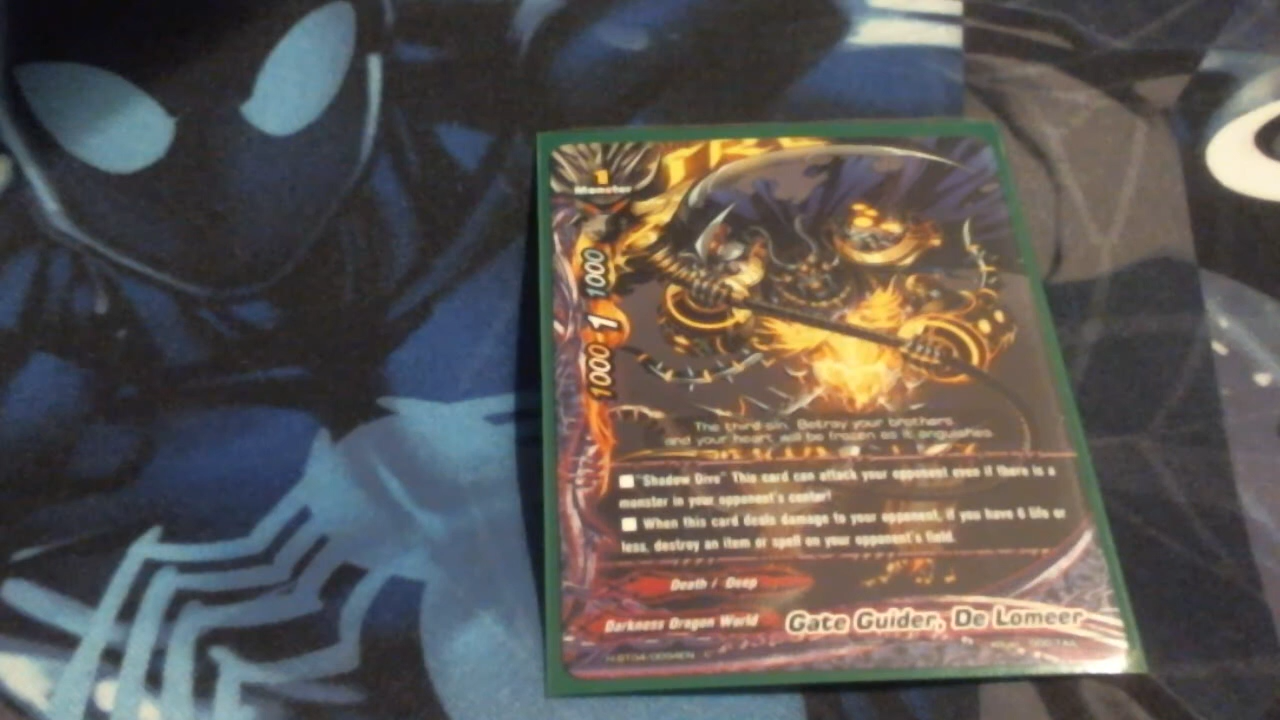 1
Monster
1000
1
1000
The third sin. Betray your brothers
and your heart will be frozen as it anguishes.
"Shadow Dive" This card can attack your opponent even if there is a
monster in your opponent's center!
When this card deals damage to your opponent, if you have 6 life or
less, destroy an item or spell on your opponent's field.
Death / Deep
Darkness Dragon World
Gate Guider, De Lomeer